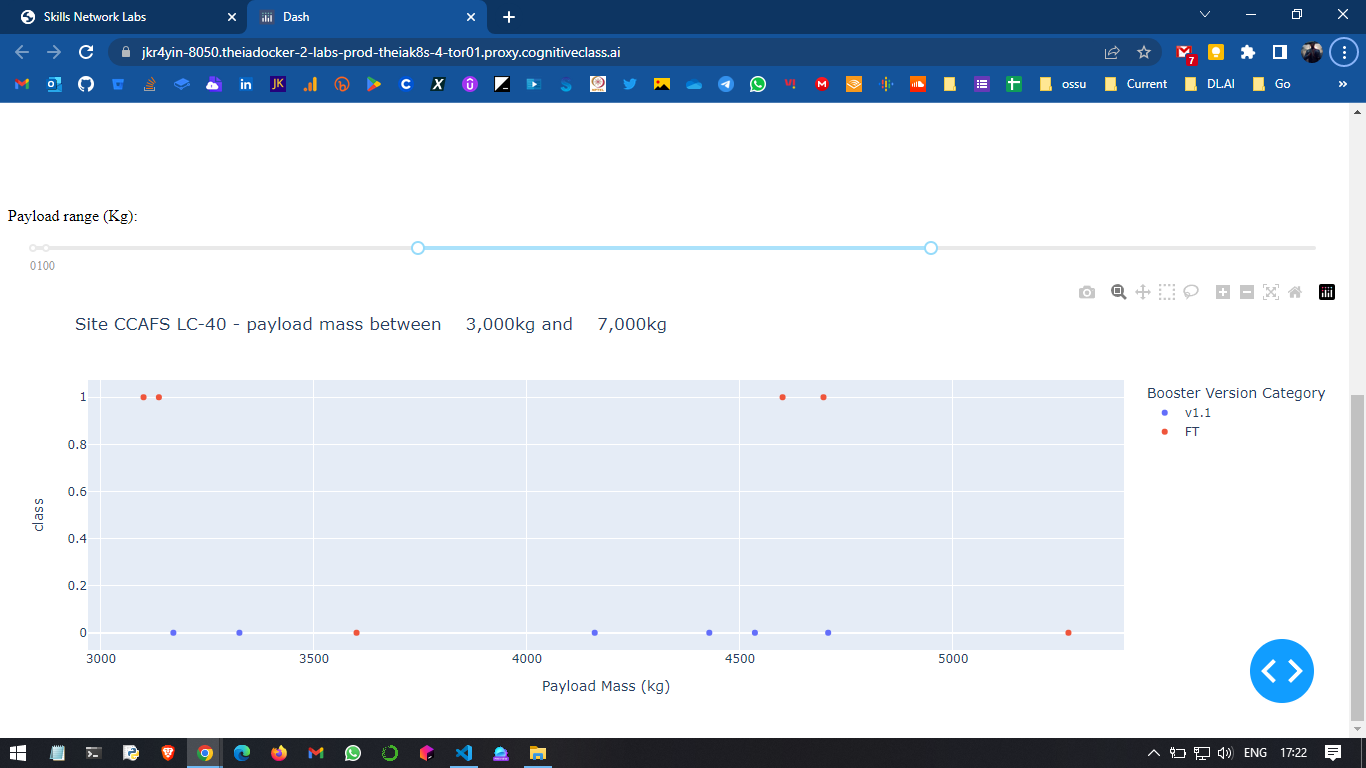 Skills Network Labs
Dash
jkr4yin-8050.theiadocker-2-labs-prod-theiak8s-4-tor01.proxy.cognitiveclass.ai
7
JK
ossu
Current
DL.AI
Go
»
Payload range (Kg):
0100
Site CCAFS LC-40 - payload mass between 3,000kg and 7,000kg
Booster Version Category
v1.1
FT
1
0.8
0.6
0.4
0.2
0
class
3000 3500 4000 4500 5000
Payload Mass (kg)
ENG 17:22